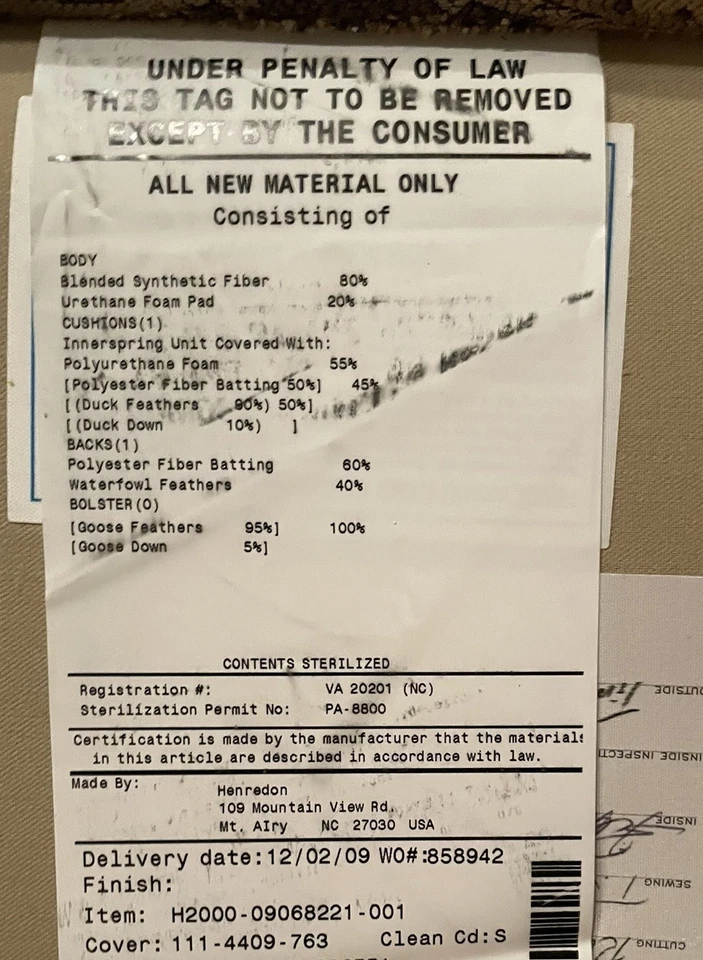 UNDER PENALTY OF LAW
THIS TAG NOT TO BE REMOVED
EXCEPT BY THE CONSUMER
ALL NEW MATERIAL ONLY
Consisting of
BODY
Blended Synthetic Fiber 80%
Urethane Foam Pad 20%
CUSHIONS(1)
Innerspring Unit Covered With:
Polyurethane Foam 55%
[Polyester Fiber Batting 50%] 45%
[(Duck Feathers 90%) 50%]
[(Duck Down 10%) ]
BACKS(1)
Polyester Fiber Batting 60%
Waterfowl Feathers 40%
BOLSTER(0)
[Goose Feathers 95%] 100%
[Goose Down 5%]
CONTENTS STERILIZED
Registration #: VA 20201 (NC)
Sterilization Permit No: PA-8800
Certification is made by the manufacturer that the materials
in this article are described in accordance with law.
Made By: Henredon
109 Mountain View Rd.
Mt. AIry NC 27030 USA
Delivery date:12/02/09 WO#:858942
Finish:
Item: H2000-09068221-001
Cover: 111-4409-763 Clean Cd:S
OUTSIDE
INSIDE INSPECTI
INSIDE
SEWING
CUTTING